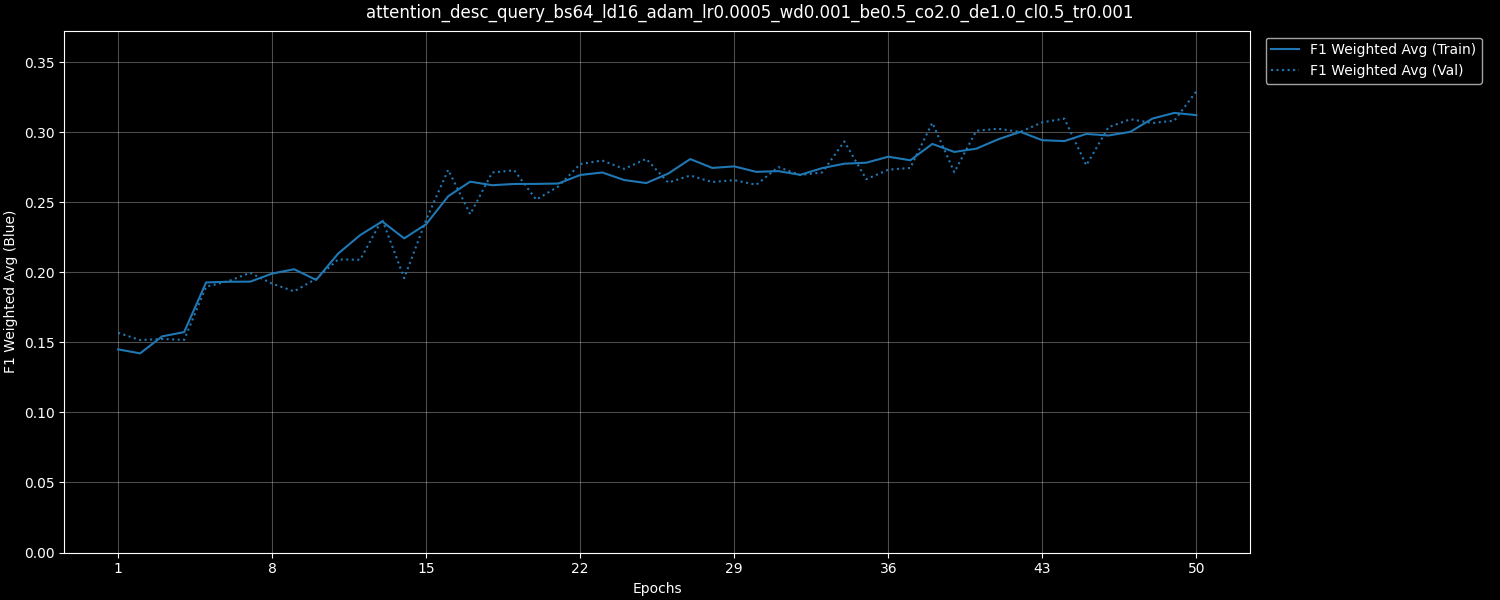 attention_desc_query_bs64_ld16_adam_lr0.0005_wd0.001_be0.5_co2.0_de1.0_cl0.5_tr0.001
F1 Weighted Avg (Train)
F1 Weighted Avg (Val)
F1 Weighted Avg (Blue)
0.35
0.30
0.25
0.20
0.15
0.10
0.05
0.00
1 8 15 22 29 36 43 50
Epochs